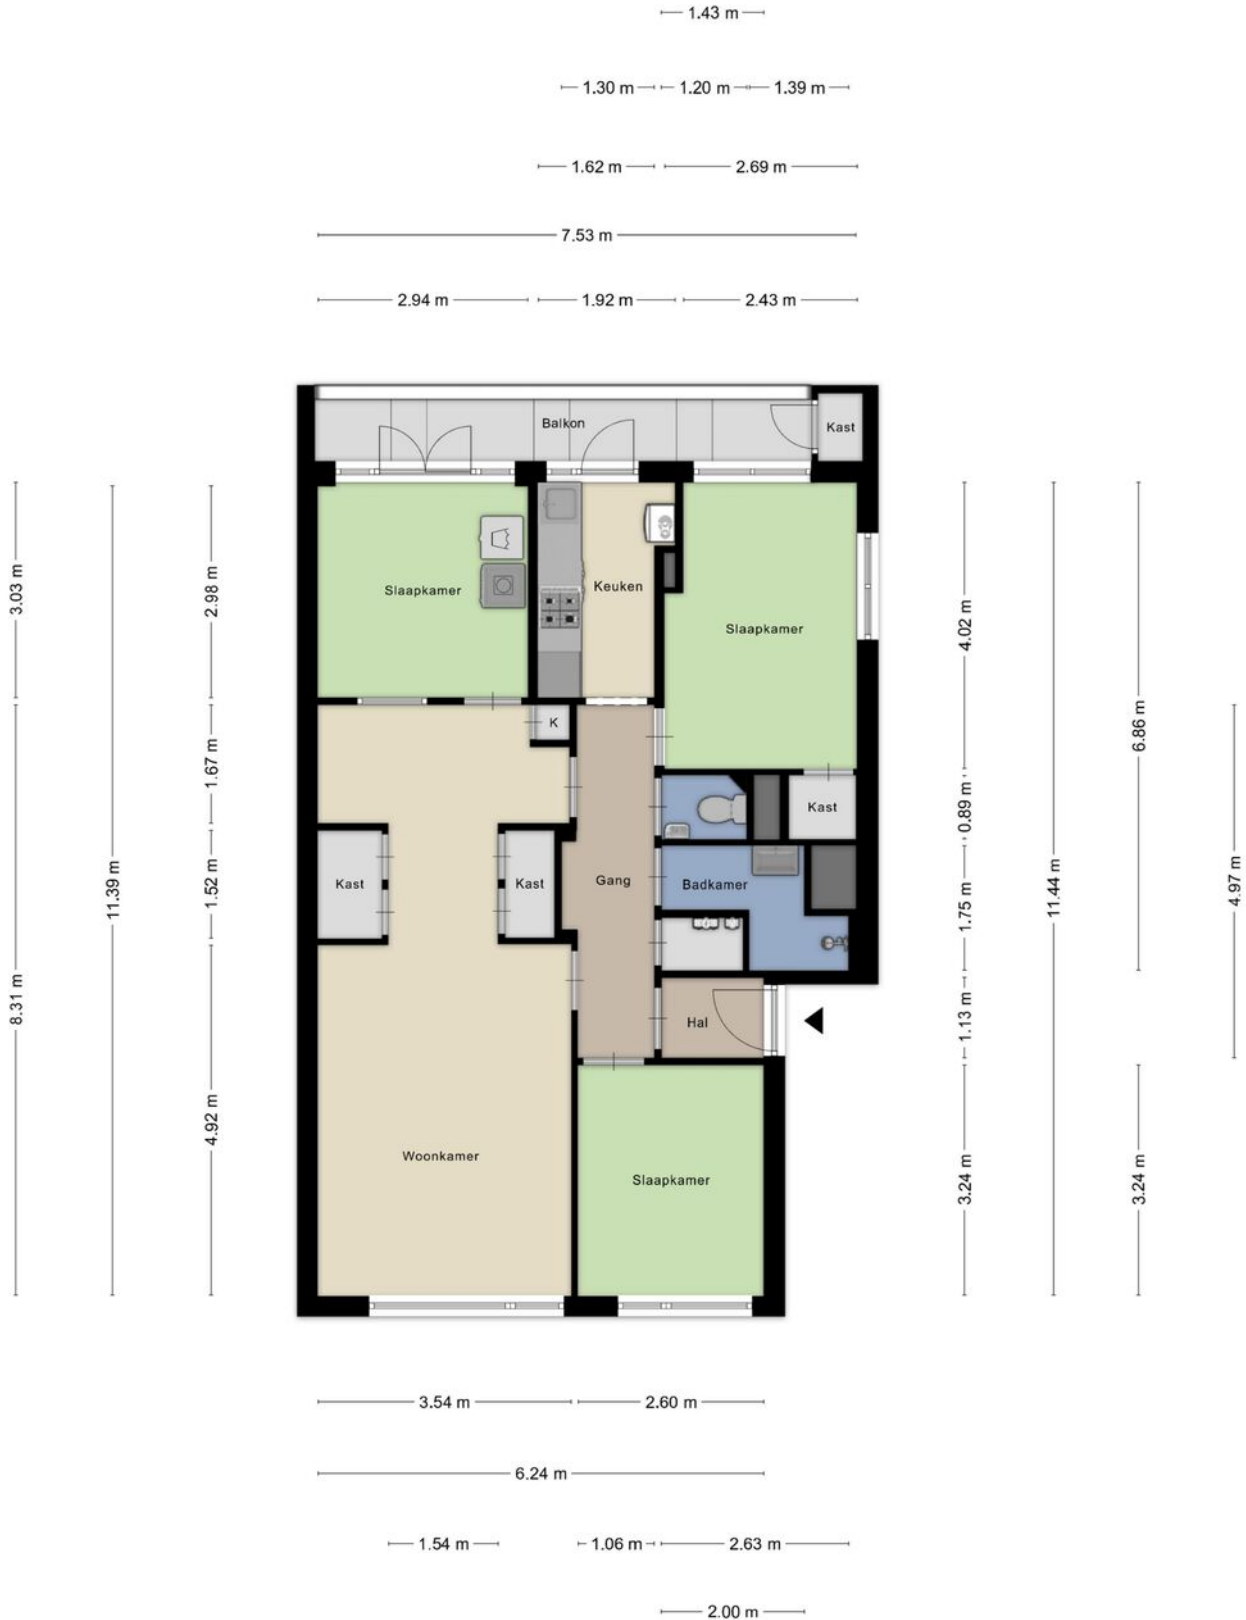 1.43 m
1.30 m
1.20 m
1.39 m
1.62 m
2.69 m
7.53 m
2.94 m
1.92 m
2.43 m
Balkon
Kast
3.03 m
8.31 m
11.39 m
2.98 m
1.67 m
1.52 m
4.92 m
Slaapkamer
Keuken
Slaapkamer
K
Kast
Kast
Kast
Gang
Badkamer
Hal
Woonkamer
Slaapkamer
4.02 m
0.89 m
1.75 m
1.13 m
3.24 m
11.44 m
6.86 m
3.24 m
4.97 m
3.54 m
2.60 m
6.24 m
1.54 m
1.06 m
2.63 m
2.00 m